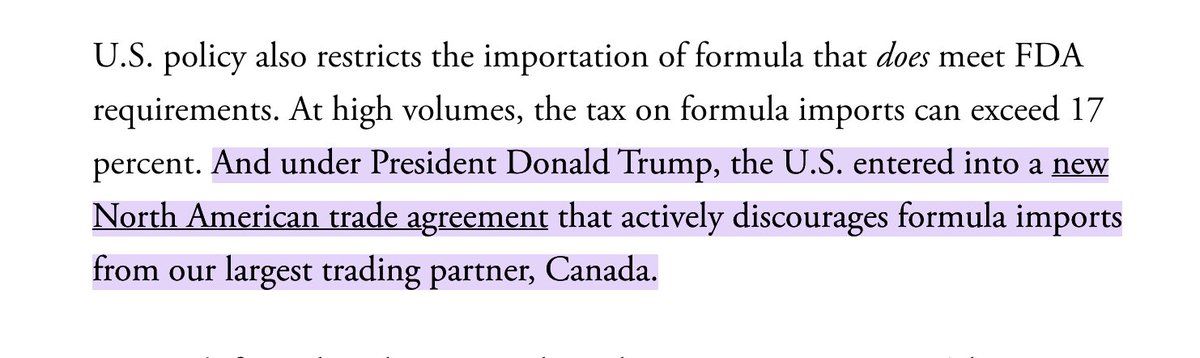 U.S. policy also restricts the importation of formula that does meet FDA
requirements. At high volumes, the tax on formula imports can exceed 17
percent. And under President Donald Trump, the U.S. entered into a new
North American trade agreement that actively discourages formula imports
from our largest trading partner, Canada.